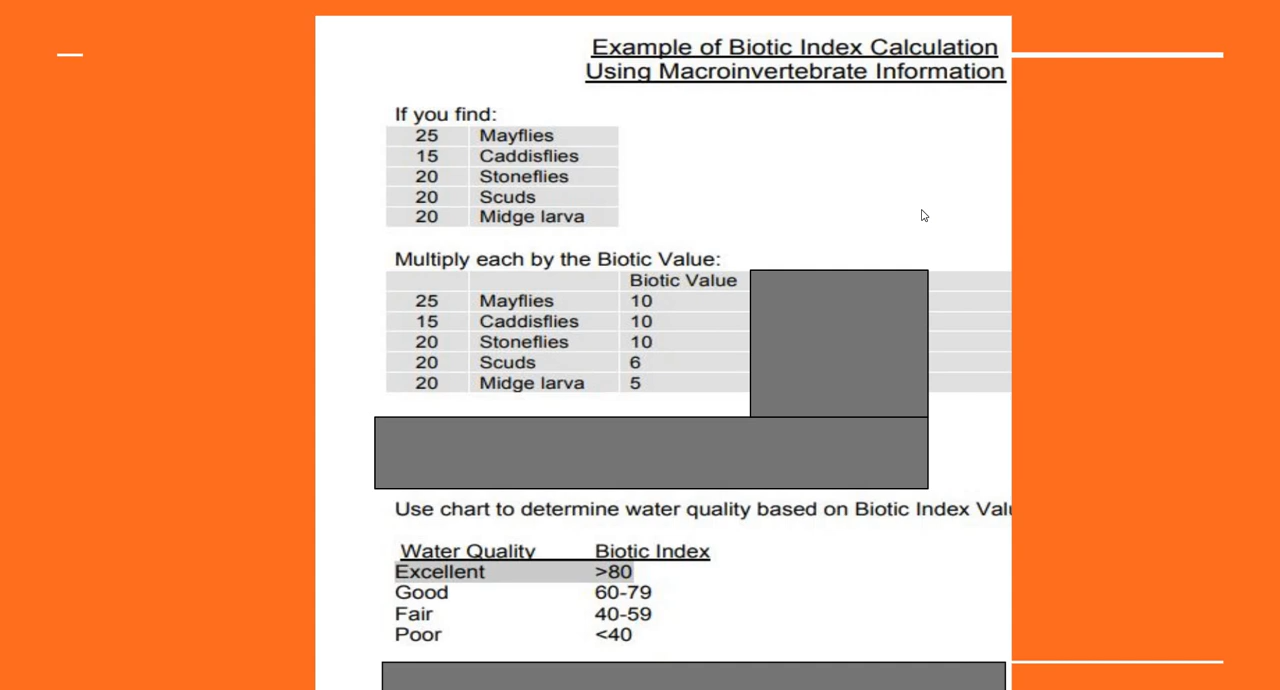 Example of Biotic Index Calculation
Using Macroinvertebrate Information
If you find:
25 Mayflies
15 Caddisflies
20 Stoneflies
20 Scuds
20 Midge larva
Multiply each by the Biotic Value:
Biotic Value
25 Mayflies 10
15 Caddisflies 10
20 Stoneflies 10
20 Scuds 6
20 Midge larva 5
Use chart to determine water quality based on Biotic Index
Water Quality Biotic Index
Excellent >80
Good 60-79
Fair 40-59
Poor <40